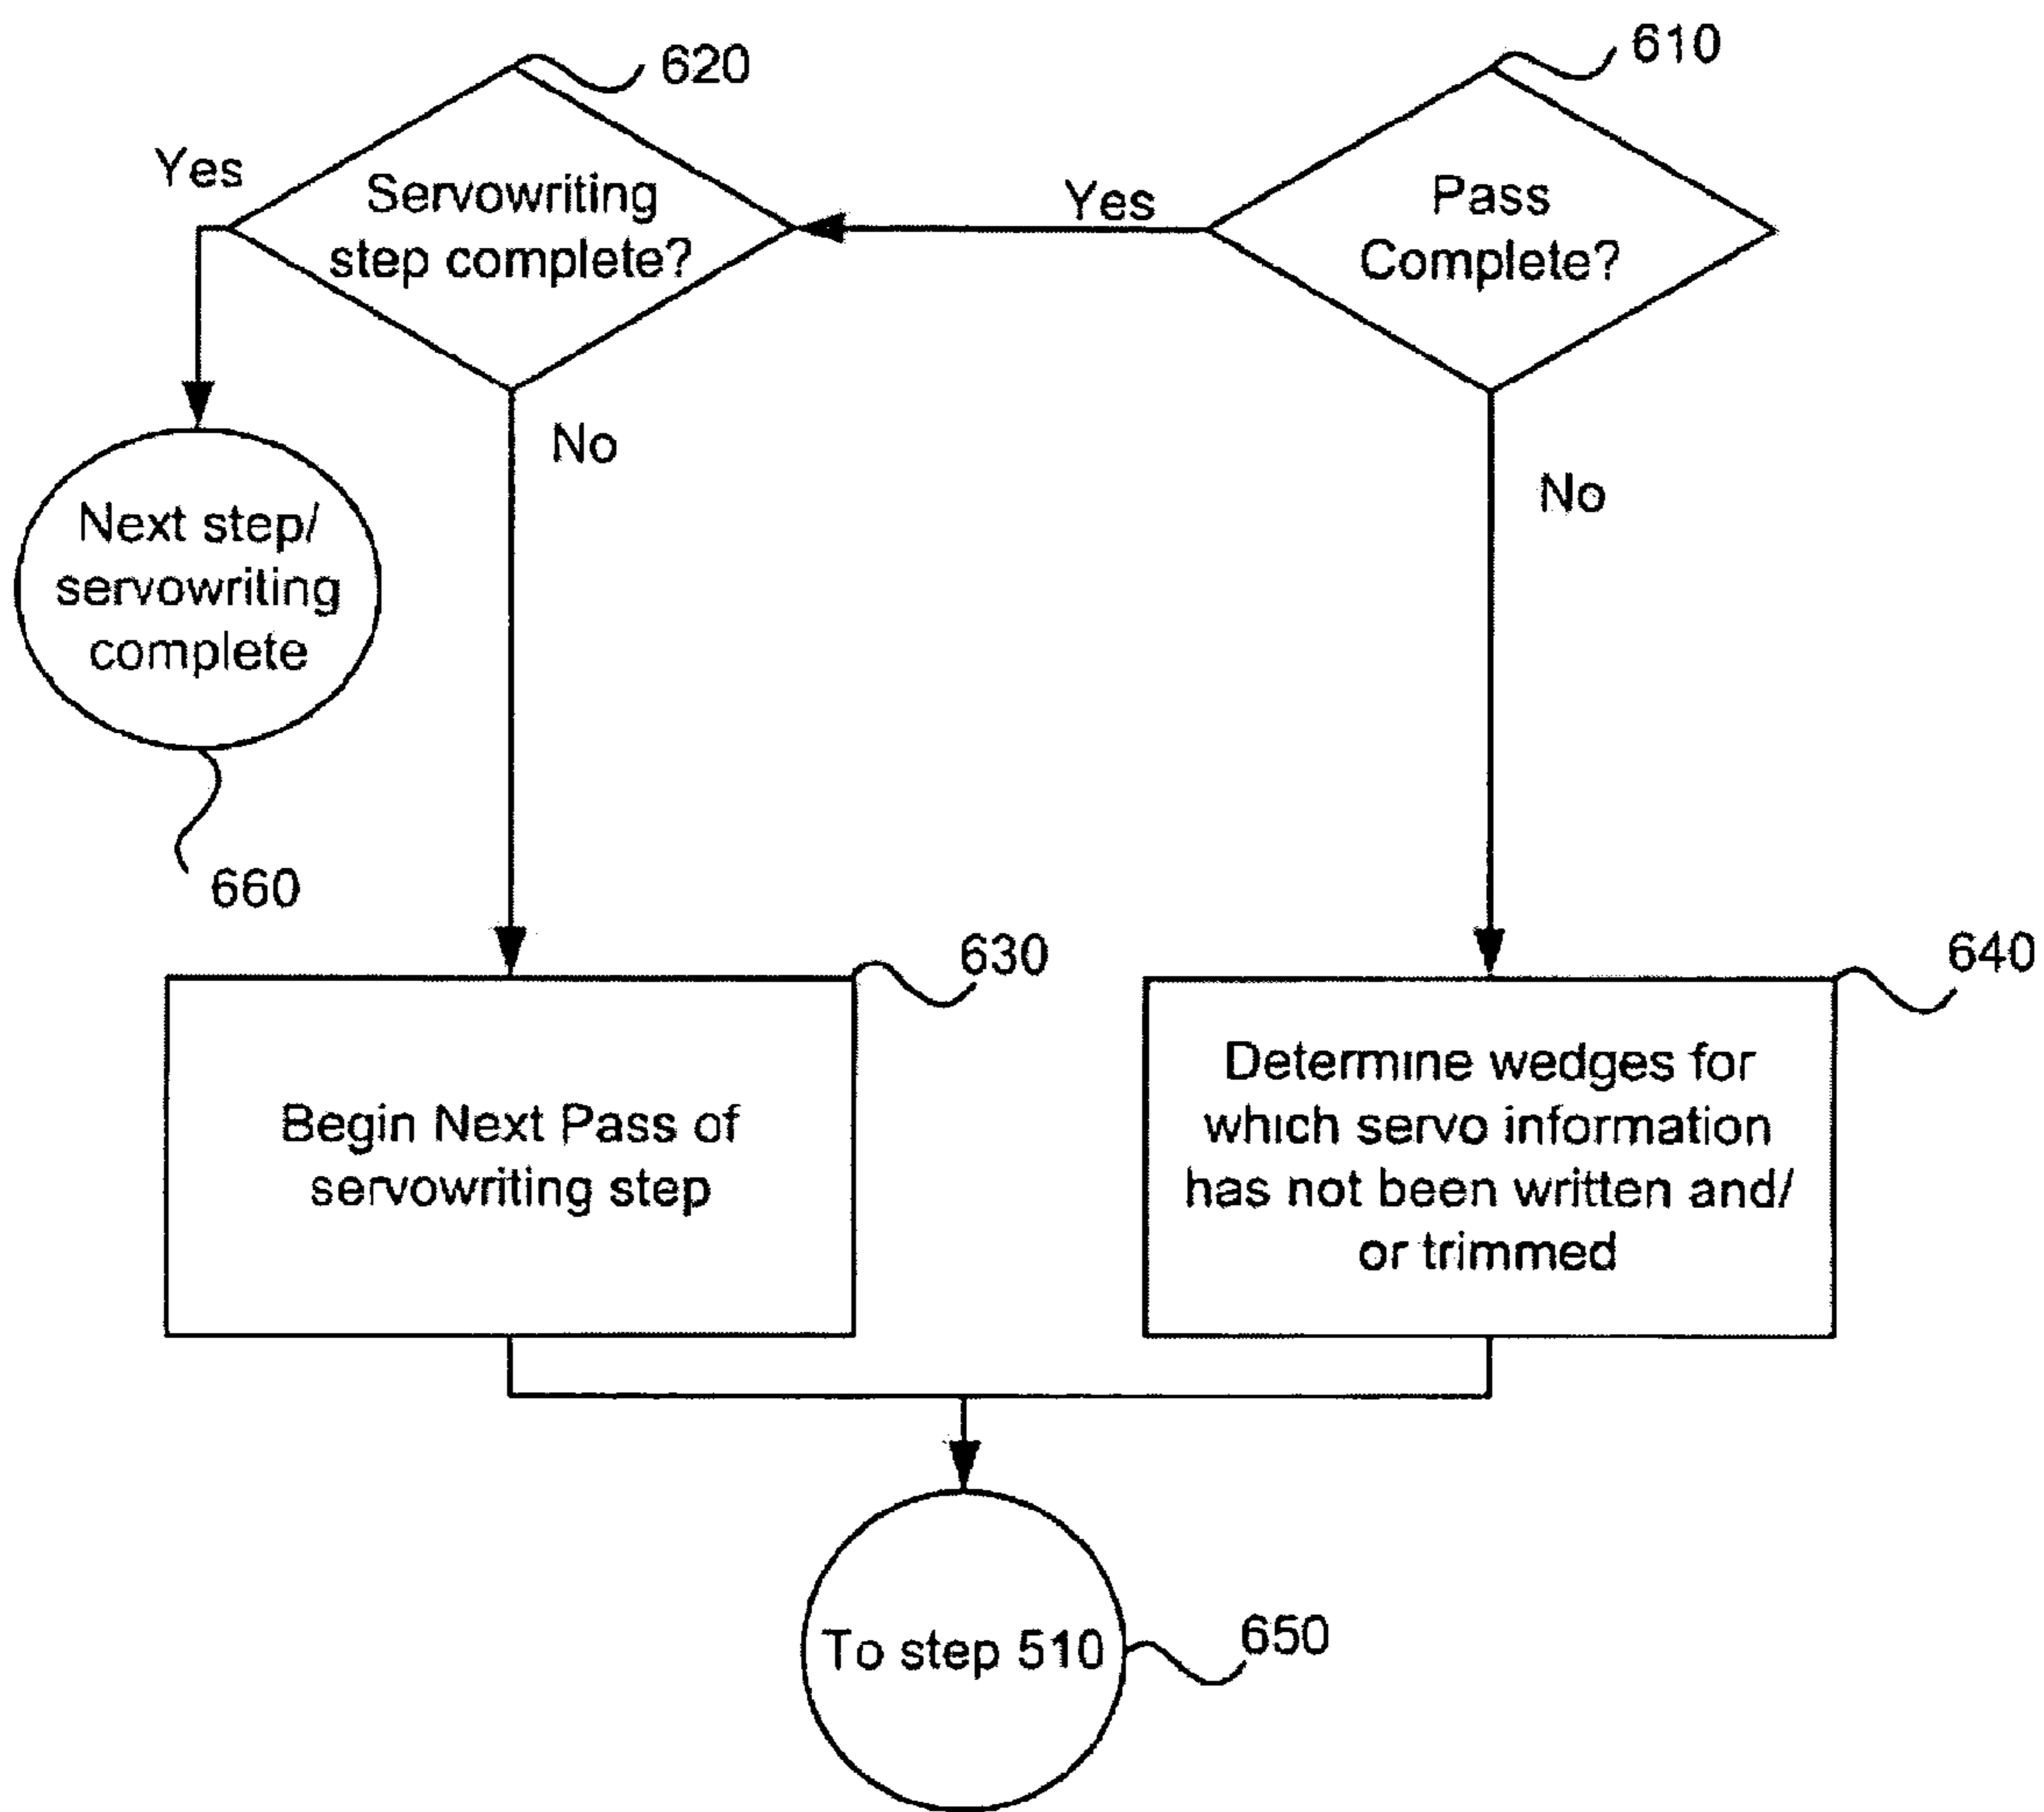 620
610
Yes
Servowriting
step complete?
Yes
Pass
Complete?
No
No
Next step/
servowriting
complete
660
630
640
Begin Next Pass of
servowriting step
Determine wedges for
which servo information
has not been written and/
or trimmed
To step 510
650